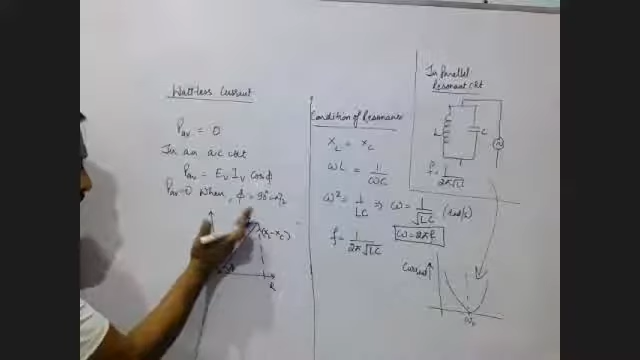 Wattless Current
Pav = 0
In an a.c ckt
Pav = Ev Iv Cosϕ
Pav=0 When, ϕ = 90° = π/2
(XL-XC)
R
Condition of Resonance
XL = XC
ωL = 1/ωC
ω² = 1/LC ⇒ ω = 1/√LC (rad/s)
f = 1/2π√LC
ω = 2πf
In Parallel
Resonant Ckt
L
C
f = 1/2π√LC
Current↑